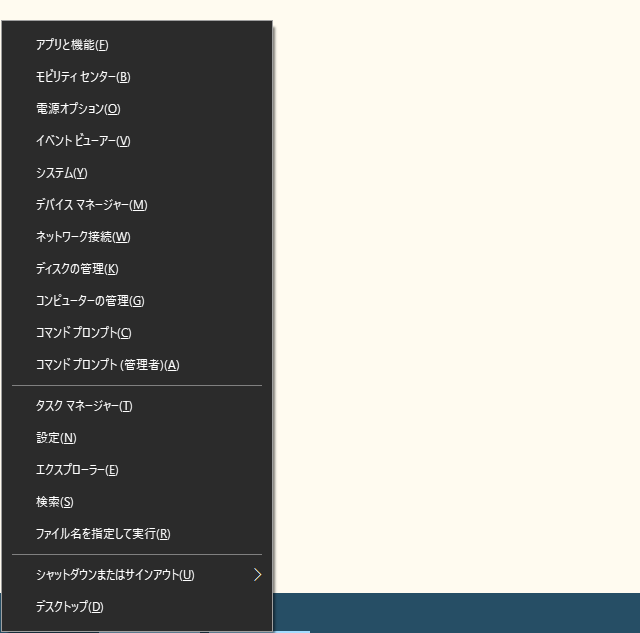 アプリと機能(F)
モビリティ センター(B)
電源オプション(O)
イベント ビューアー(V)
システム(Y)
デバイス マネージャー(M)
ネットワーク接続(W)
ディスクの管理(K)
コンピューターの管理(G)
コマンド プロンプト(C)
コマンド プロンプト (管理者)(A)
タスク マネージャー(T)
設定(N)
エクスプローラー(E)
検索(S)
ファイル名を指定して実行(R)
シャットダウンまたはサインアウト(U)
デスクトップ(D)